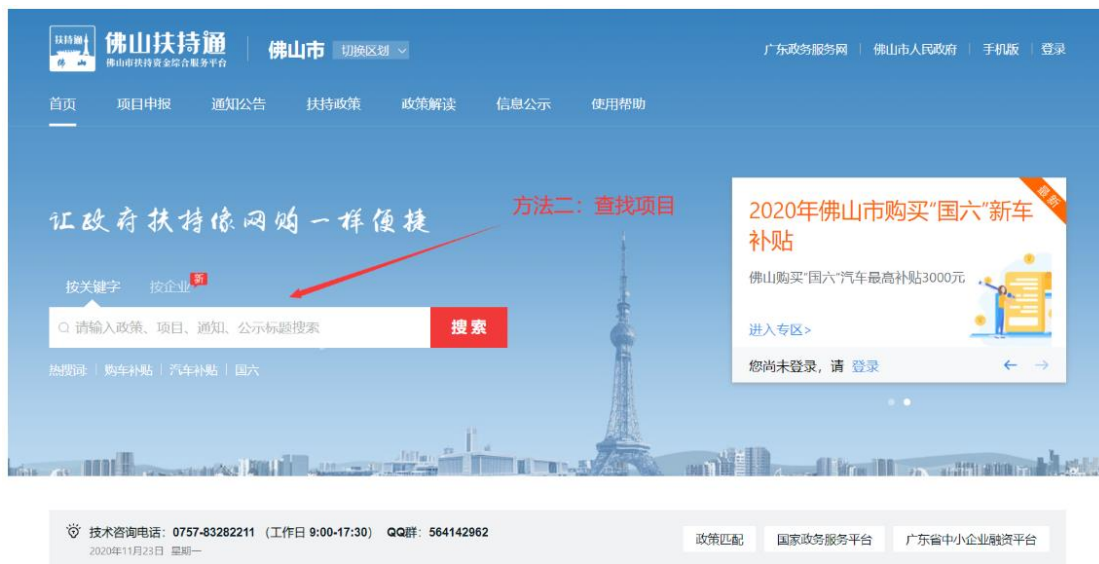 扶持通
佛山
佛山扶持通
佛山市扶持资金综合服务平台
佛山市 切换区划
广东政务服务网 佛山市人民政府 手机版 登录
首页 项目申报 通知公告 扶持政策 政策解读 信息公示 使用帮助
让政府扶持像网购一样便捷
方法二：查找项目
按关键字 按企业 新
请输入政策、项目、通知、公示标题搜索 搜索
热搜词 购车补贴 汽车补贴 国六
最新
2020年佛山市购买“国六”新车
补贴
佛山购买“国六”汽车最高补贴3000元
进入专区>
您尚未登录，请 登录 ← →
技术咨询电话：0757-83282211 （工作日 9:00-17:30） QQ群：564142962
2020年11月23日 星期一
政策匹配 国家政务服务平台 广东省中小企业融资平台